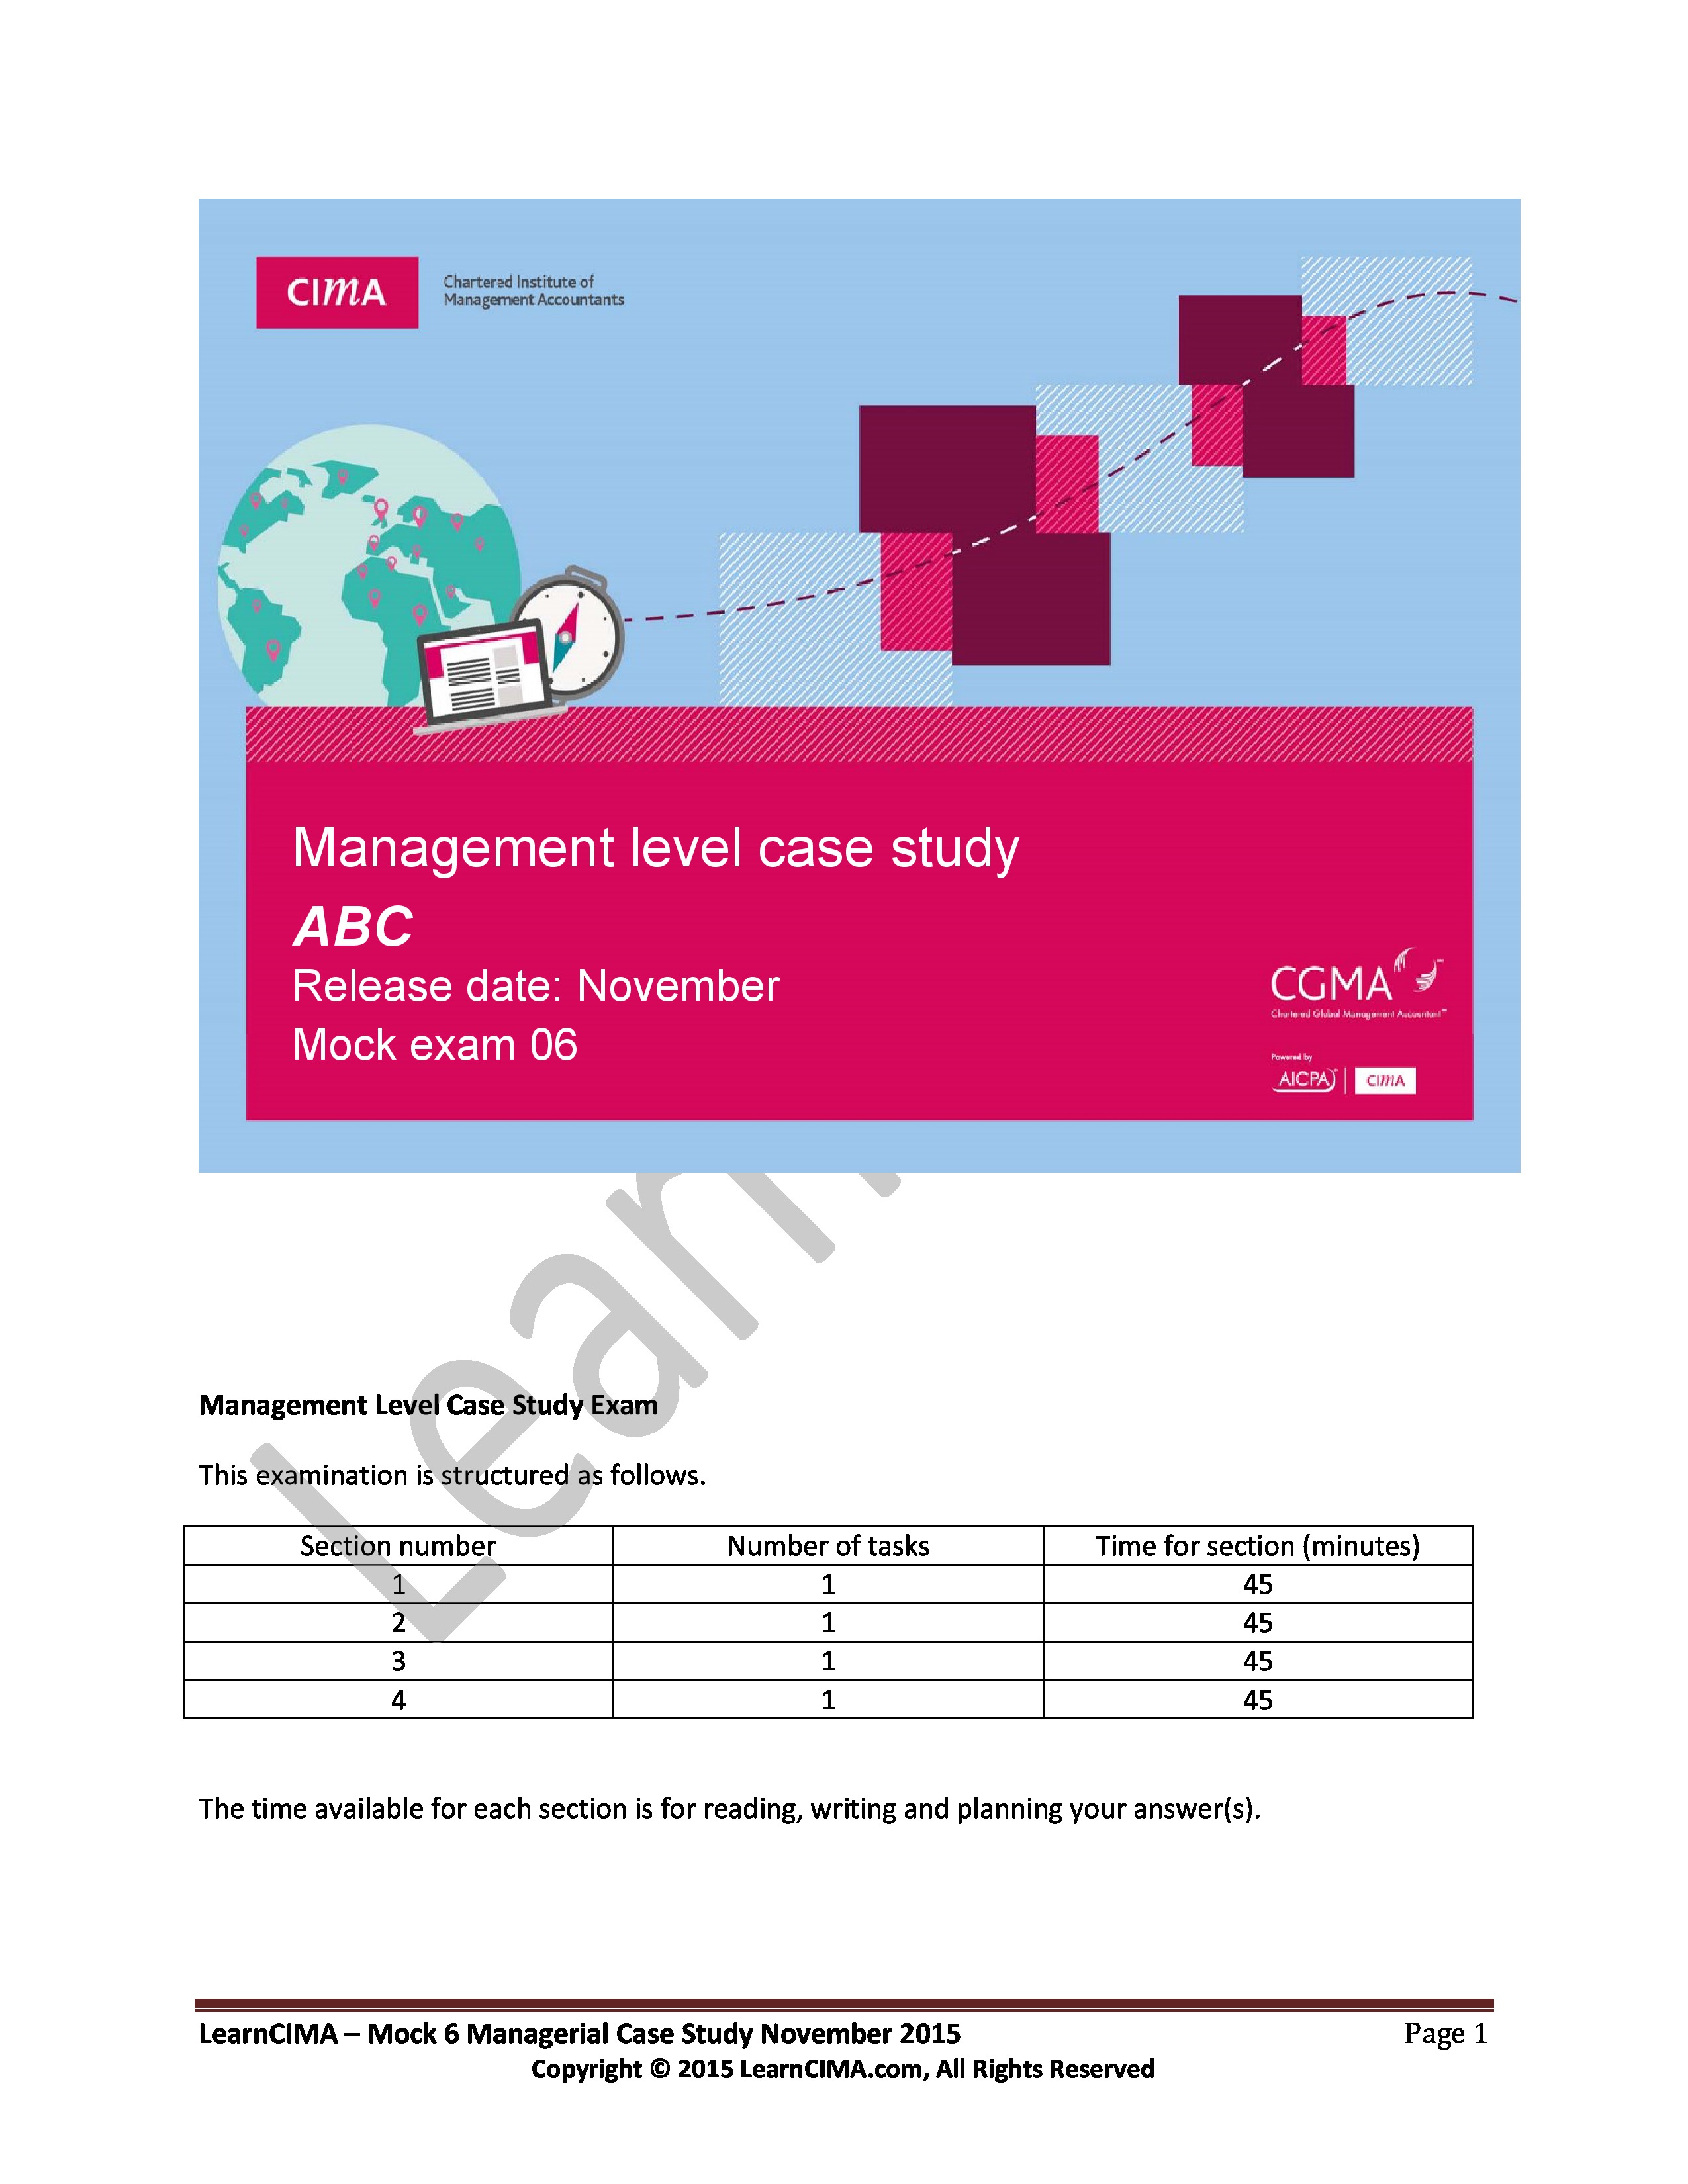 CIMA
Chartered Institute of
Management Accountants
Management level case study
ABC
Release date: November
Mock exam 06
CGMA
Chartered Global Management Accountant™
Powered by
AICPA
CIMA
Learn
Management Level Case Study Exam
This examination is structured as follows.
Section number Number of tasks Time for section (minutes)
1 1 45
2 1 45
3 1 45
4 1 45
The time available for each section is for reading, writing and planning your answer(s).
LearnCIMA – Mock 6 Managerial Case Study November 2015 Page 1
Copyright © 2015 LearnCIMA.com, All Rights Reserved